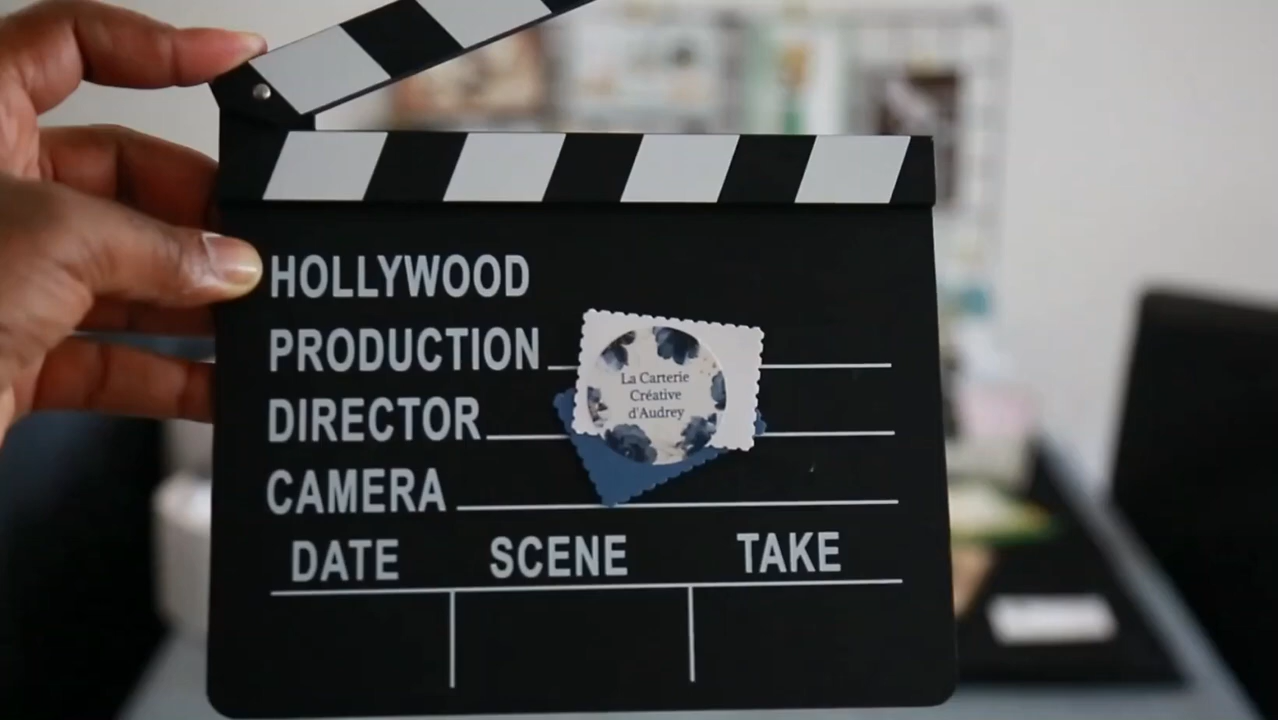 HOLLYWOOD
PRODUCTION
DIRECTOR
CAMERA
La Carterie
Créative
d'Audrey
DATE SCENE TAKE